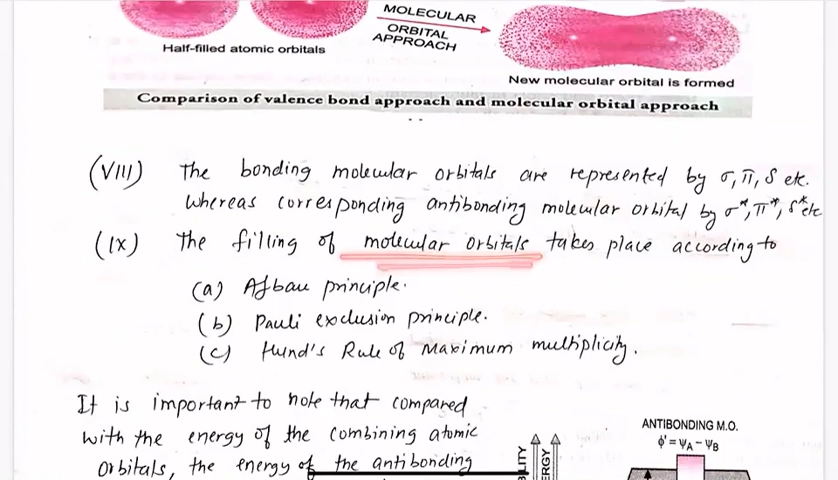 Half-filled atomic orbitals
MOLECULAR
ORBITAL
APPROACH
New molecular orbital is formed
Comparison of valence bond approach and molecular orbital approach
(VIII) The bonding molecular orbitals are represented by σ, π, δ etc.
whereas corresponding antibonding molecular orbital by σ*, π*, δ* etc
(IX) The filling of molecular orbitals takes place according to
(a) Afbau principle.
(b) Pauli exclusion principle.
(c) Hund's Rule of Maximum multiplicity.
It is important to note that compared
with the energy of the combining atomic
orbitals, the energy of the antibonding
ANTIBONDING M.O.
ϕ' = ΨA − ΨB